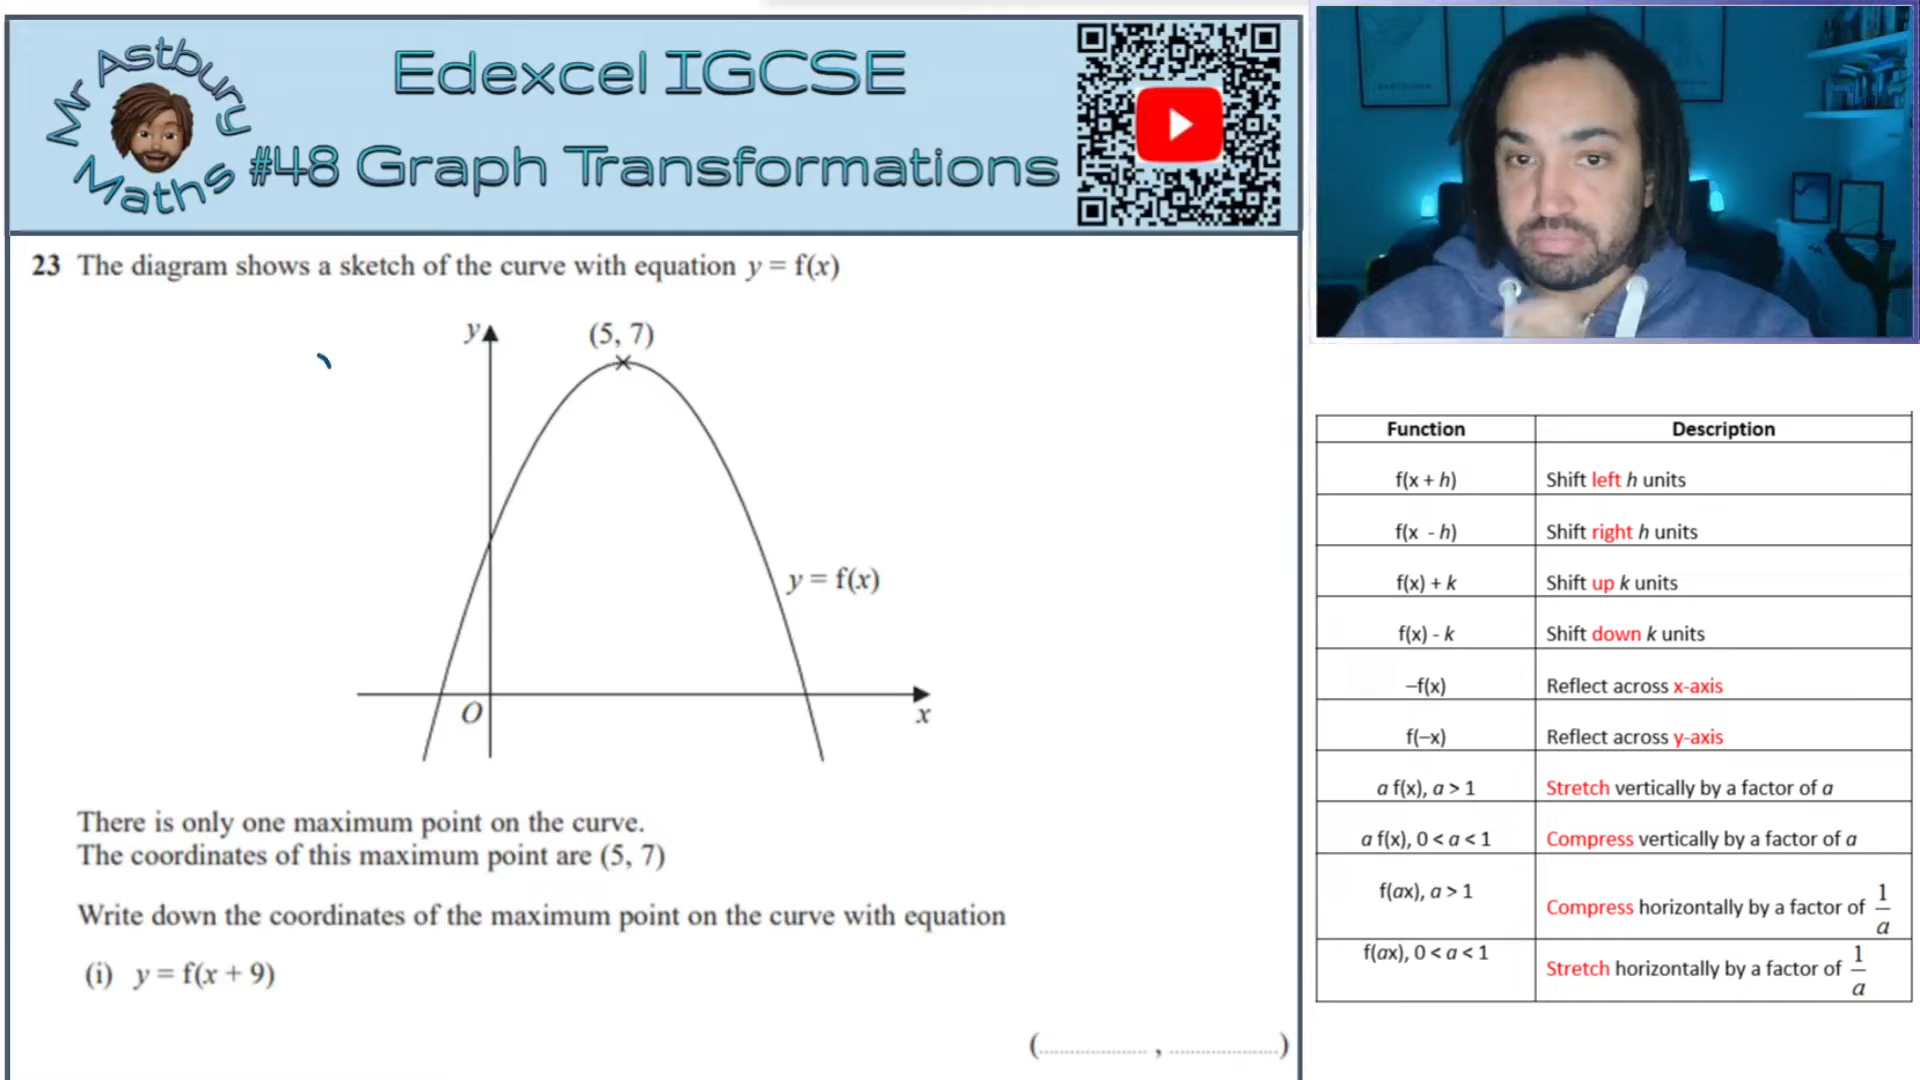 Mr Astbury Maths
Edexcel IGCSE
#48 Graph Transformations
23 The diagram shows a sketch of the curve with equation y = f(x)
y
(5, 7)
y = f(x)
O
x
There is only one maximum point on the curve.
The coordinates of this maximum point are (5, 7)
Write down the coordinates of the maximum point on the curve with equation
(i) y = f(x + 9)
(.................... , ....................)
Function Description
f(x + h) Shift left h units
f(x - h) Shift right h units
f(x) + k Shift up k units
f(x) - k Shift down k units
–f(x) Reflect across x-axis
f(–x) Reflect across y-axis
a f(x), a > 1 Stretch vertically by a factor of a
a f(x), 0 < a < 1 Compress vertically by a factor of a
f(ax), a > 1 Compress horizontally by a factor of 1/a
f(ax), 0 < a < 1 Stretch horizontally by a factor of 1/a